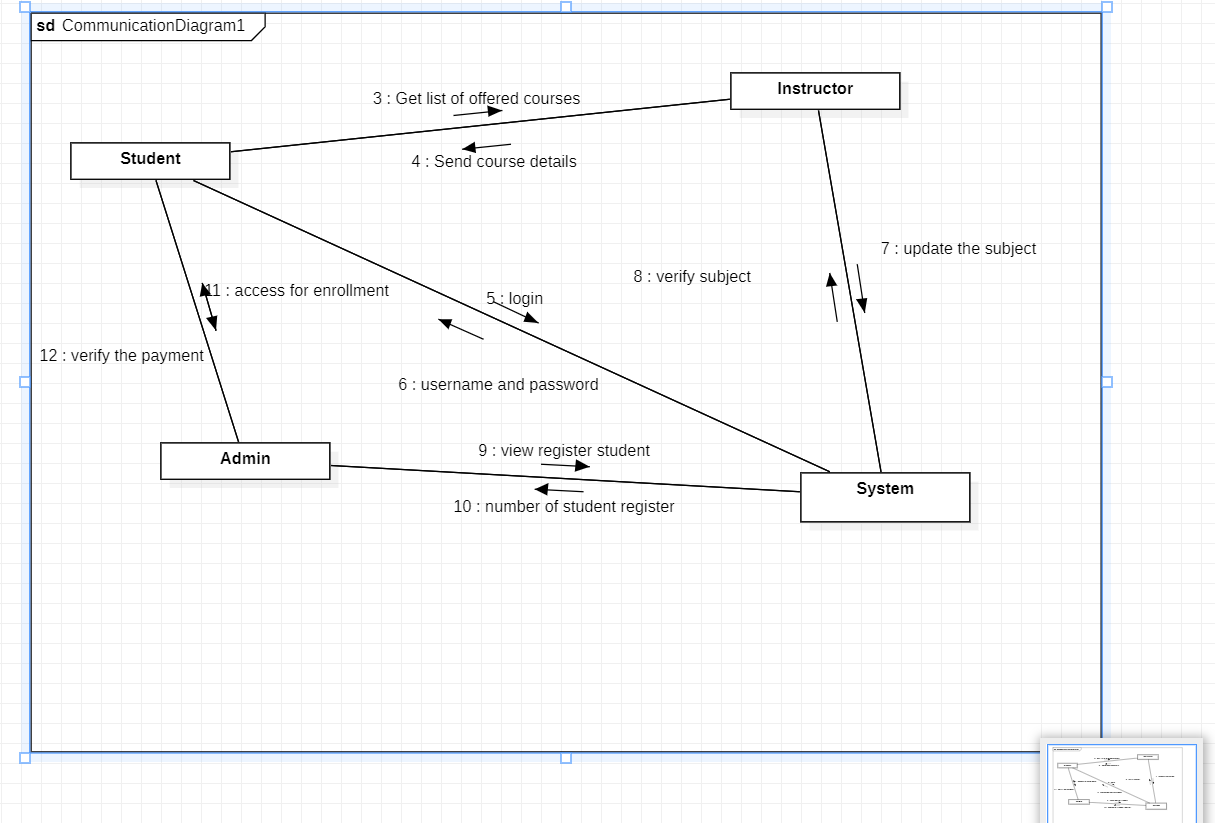 sd CommunicationDiagram1
Instructor
3 : Get list of offered courses
Student
4 : Send course details
7 : update the subject
8 : verify subject
11 : access for enrollment
5 : login
12 : verify the payment
6 : username and password
9 : view register student
Admin
System
10 : number of student register